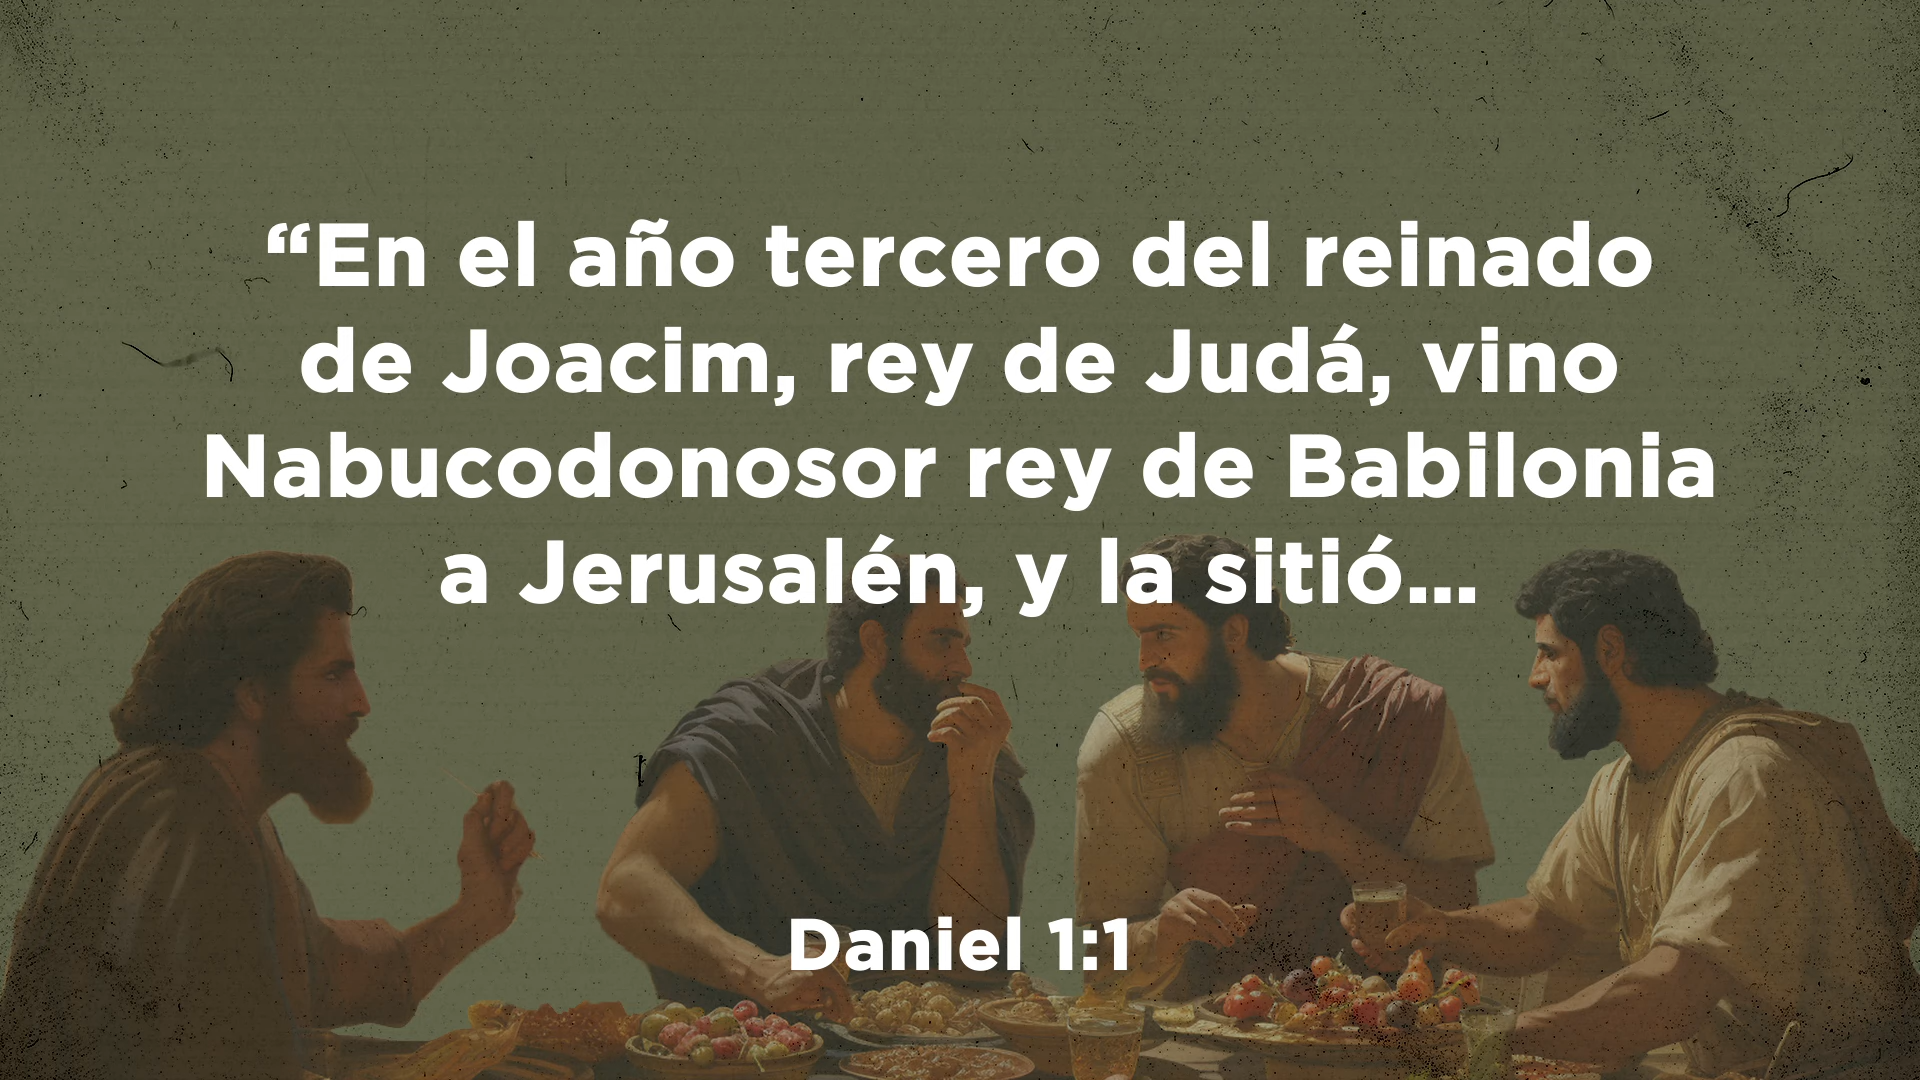 “En el año tercero del reinado
de Joacim, rey de Judá, vino
Nabucodonosor rey de Babilonia
a Jerusalén, y la sitió...
Daniel 1:1